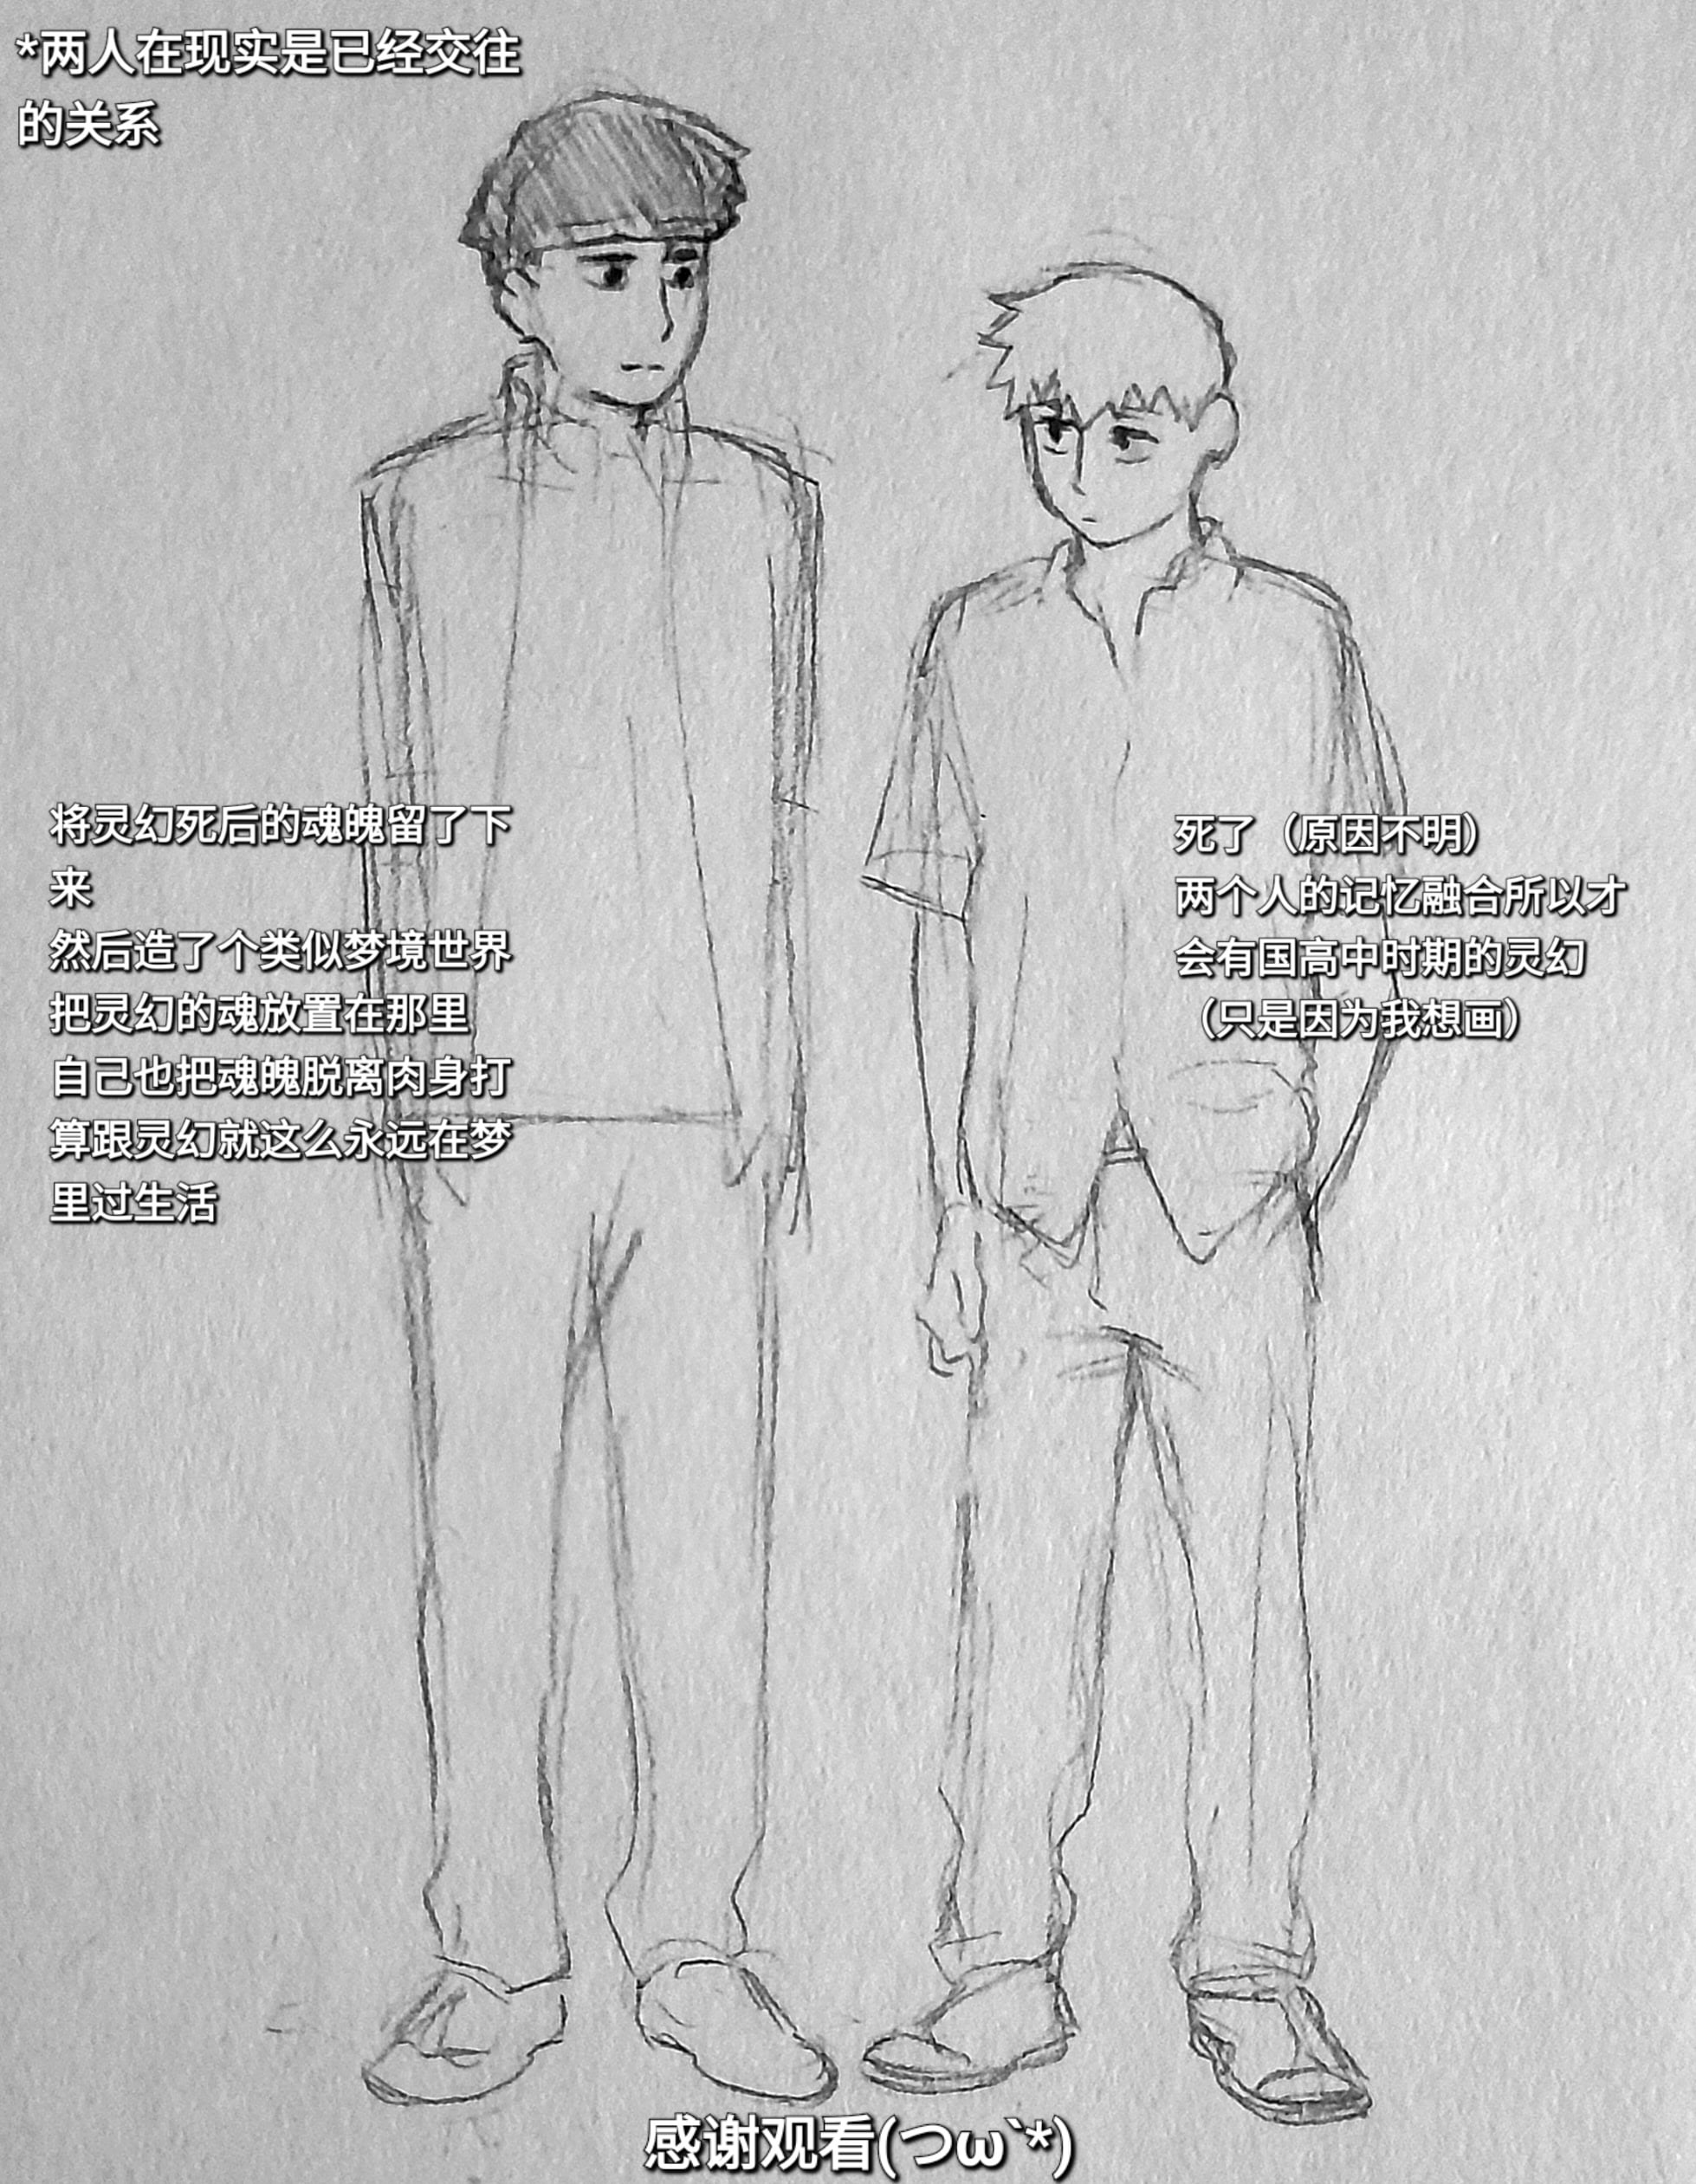 *两人在现实是已经交往
的关系
将灵幻死后的魂魄留了下
来
然后造了个类似梦境世界
把灵幻的魂放置在那里
自己也把魂魄脱离肉身打
算跟灵幻就这么永远在梦
里过生活
死了（原因不明）
两个人的记忆融合所以才
会有国高中时期的灵幻
（只是因为我想画）
感谢观看(つω`*)